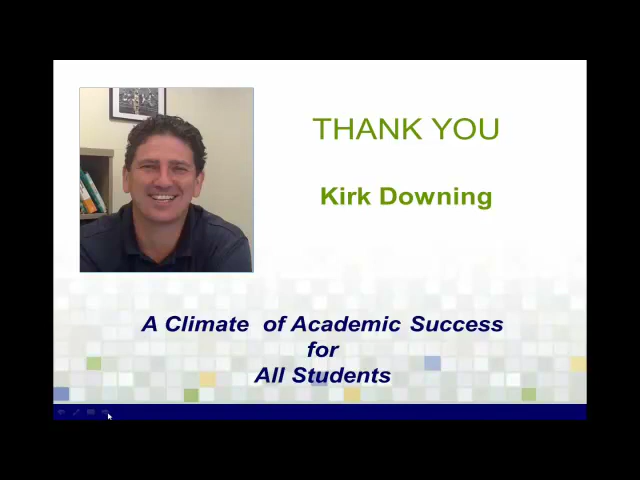 THANK YOU
Kirk Downing
A Climate of Academic Success
for
All Students